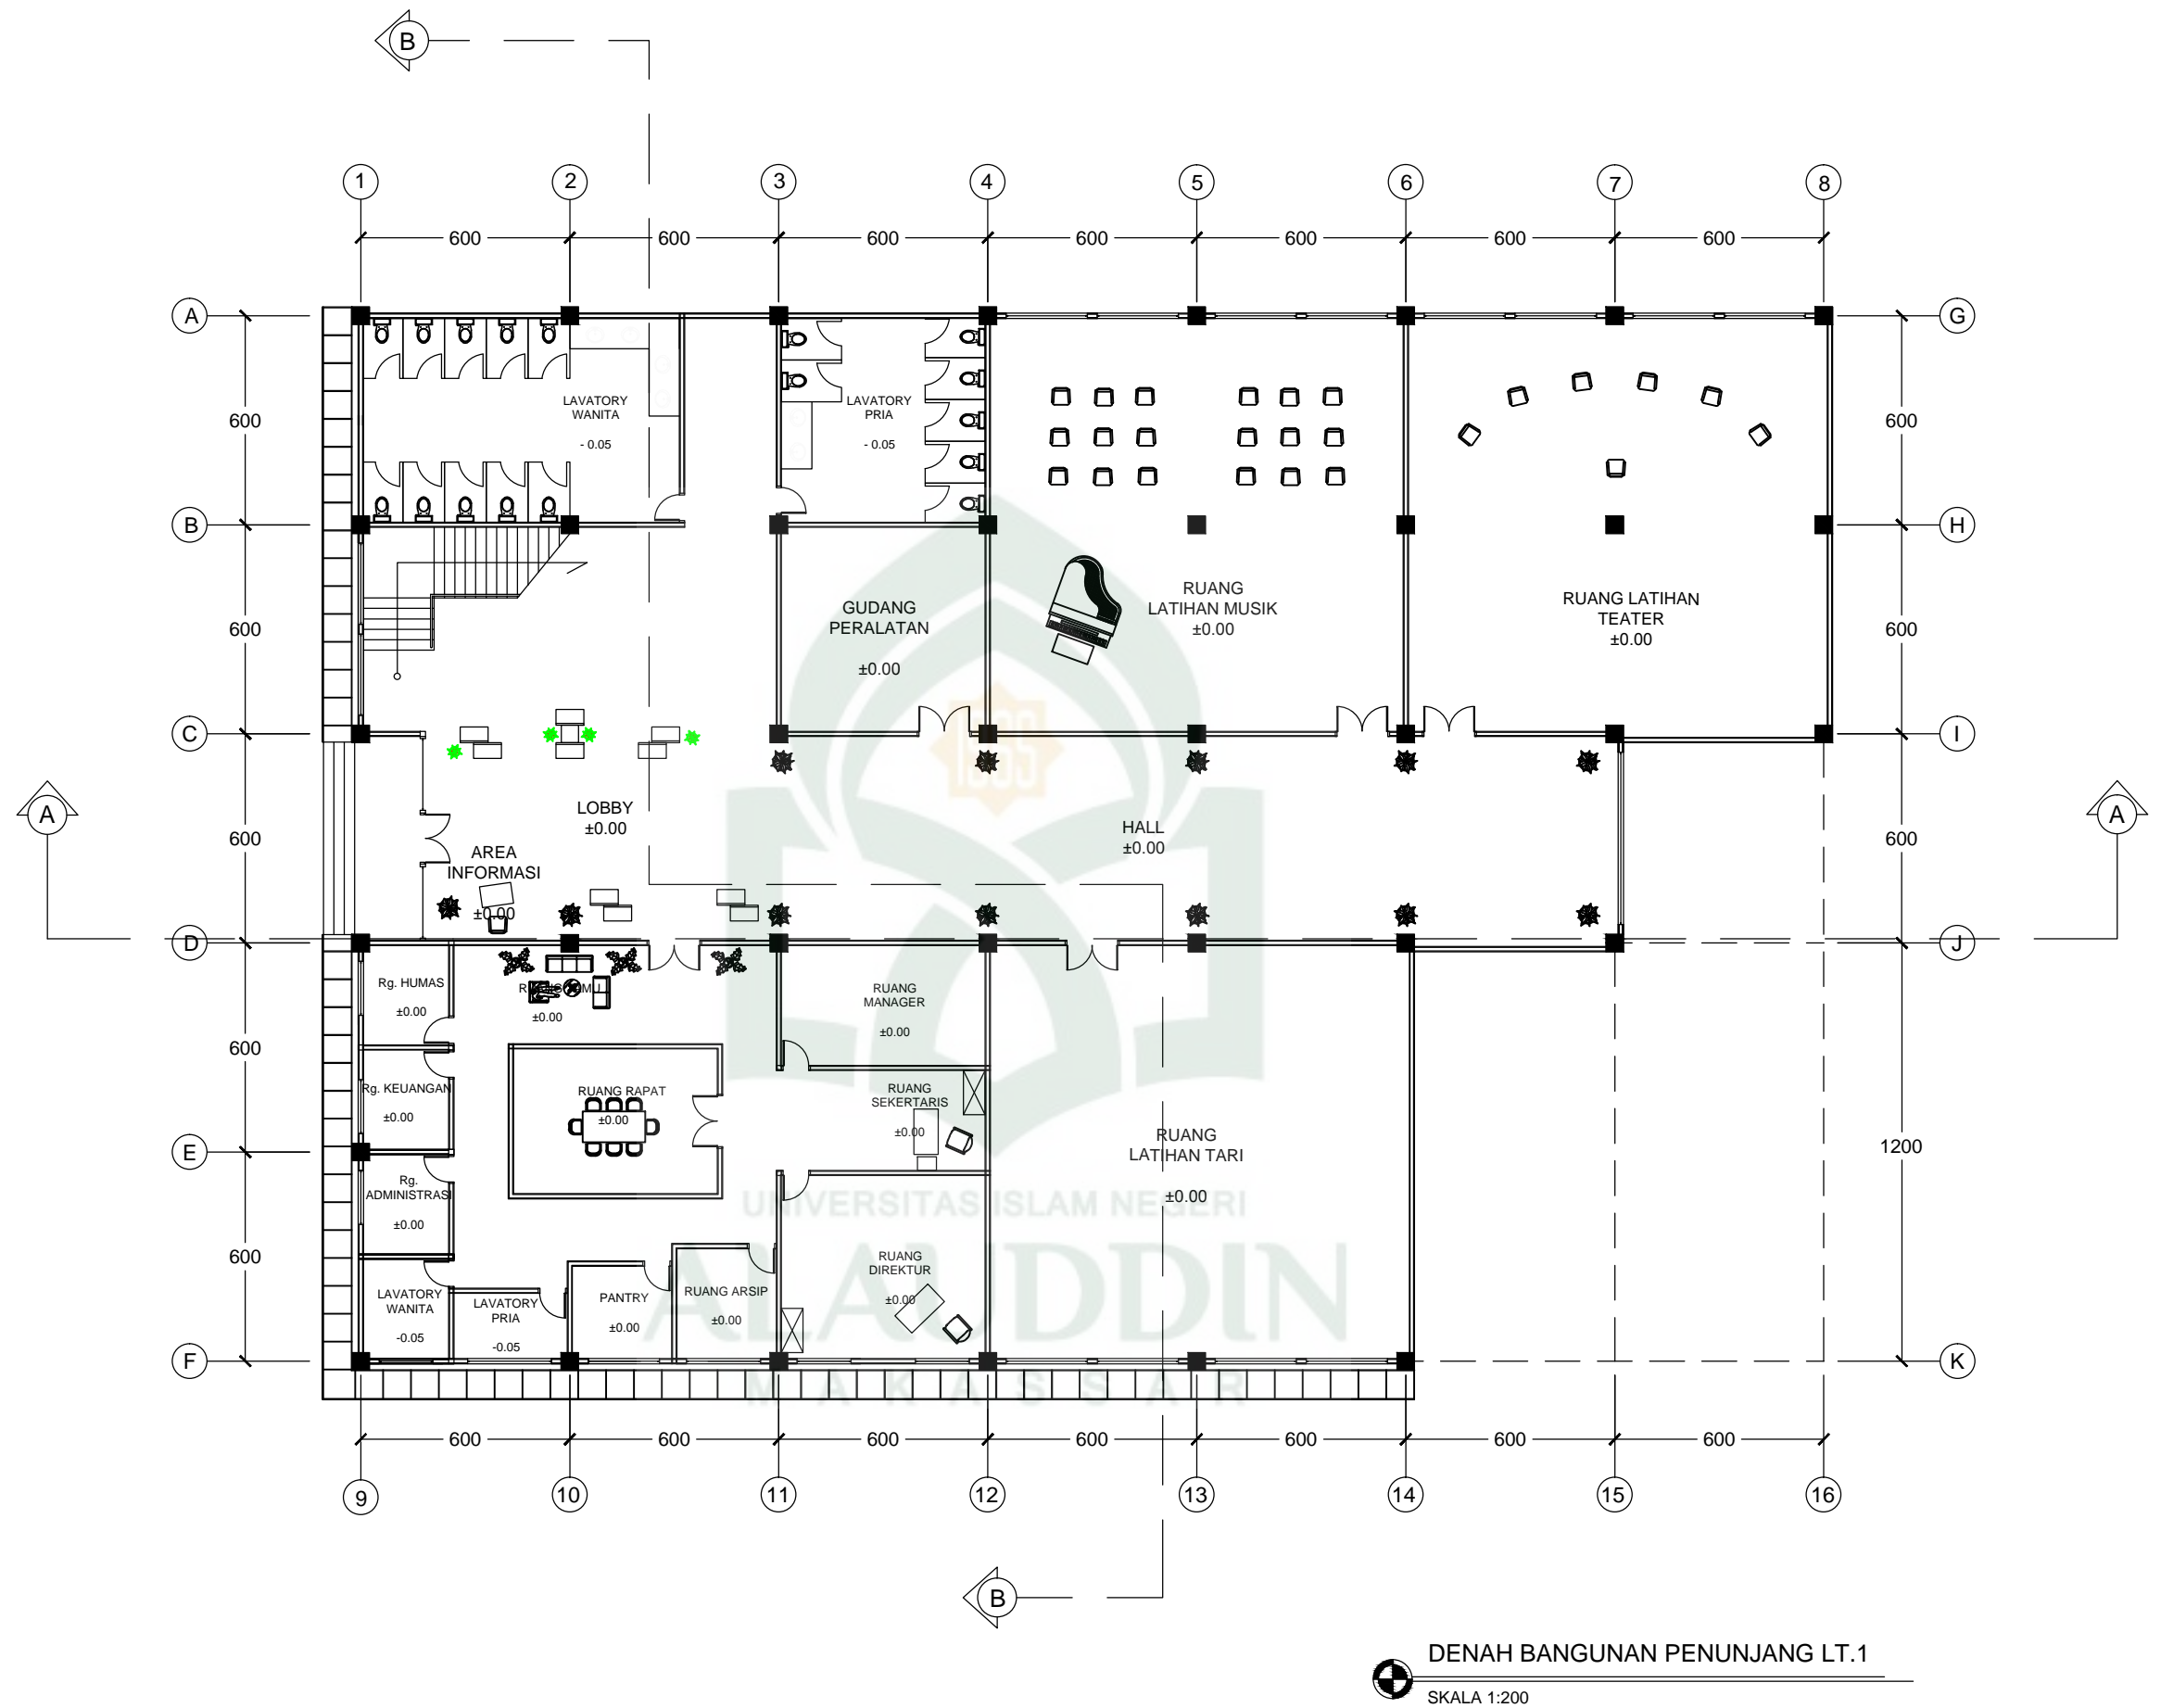 B
1
2
3
4
5
6
7
8
600
600
600
600
600
600
600
A
G
LAVATORY
WANITA
- 0.05
LAVATORY
PRIA
- 0.05
600
600
B
H
RUANG
LATIHAN MUSIK
±0.00
RUANG LATIHAN
TEATER
±0.00
GUDANG
PERALATAN
±0.00
600
600
C
I
1965
A
A
LOBBY
±0.00
HALL
±0.00
600
600
AREA
INFORMASI
±0.00
D
J
Rg. HUMAS
±0.00
±0.00
RUANG
MANAGER
±0.00
600
Rg. KEUANGAN
±0.00
RUANG RAPAT
±0.00
RUANG
SEKERTARIS
±0.00
RUANG
LATIHAN TARI
±0.00
1200
E
Rg.
ADMINISTRASI
±0.00
UNIVERSITAS ISLAM NEGERI
ALAUDDIN
MAKASSAR
600
RUANG
DIREKTUR
±0.00
LAVATORY
WANITA
-0.05
LAVATORY
PRIA
-0.05
PANTRY
±0.00
RUANG ARSIP
±0.00
F
K
600
600
600
600
600
600
600
9
10
11
12
13
14
15
16
B
DENAH BANGUNAN PENUNJANG LT.1
SKALA 1:200